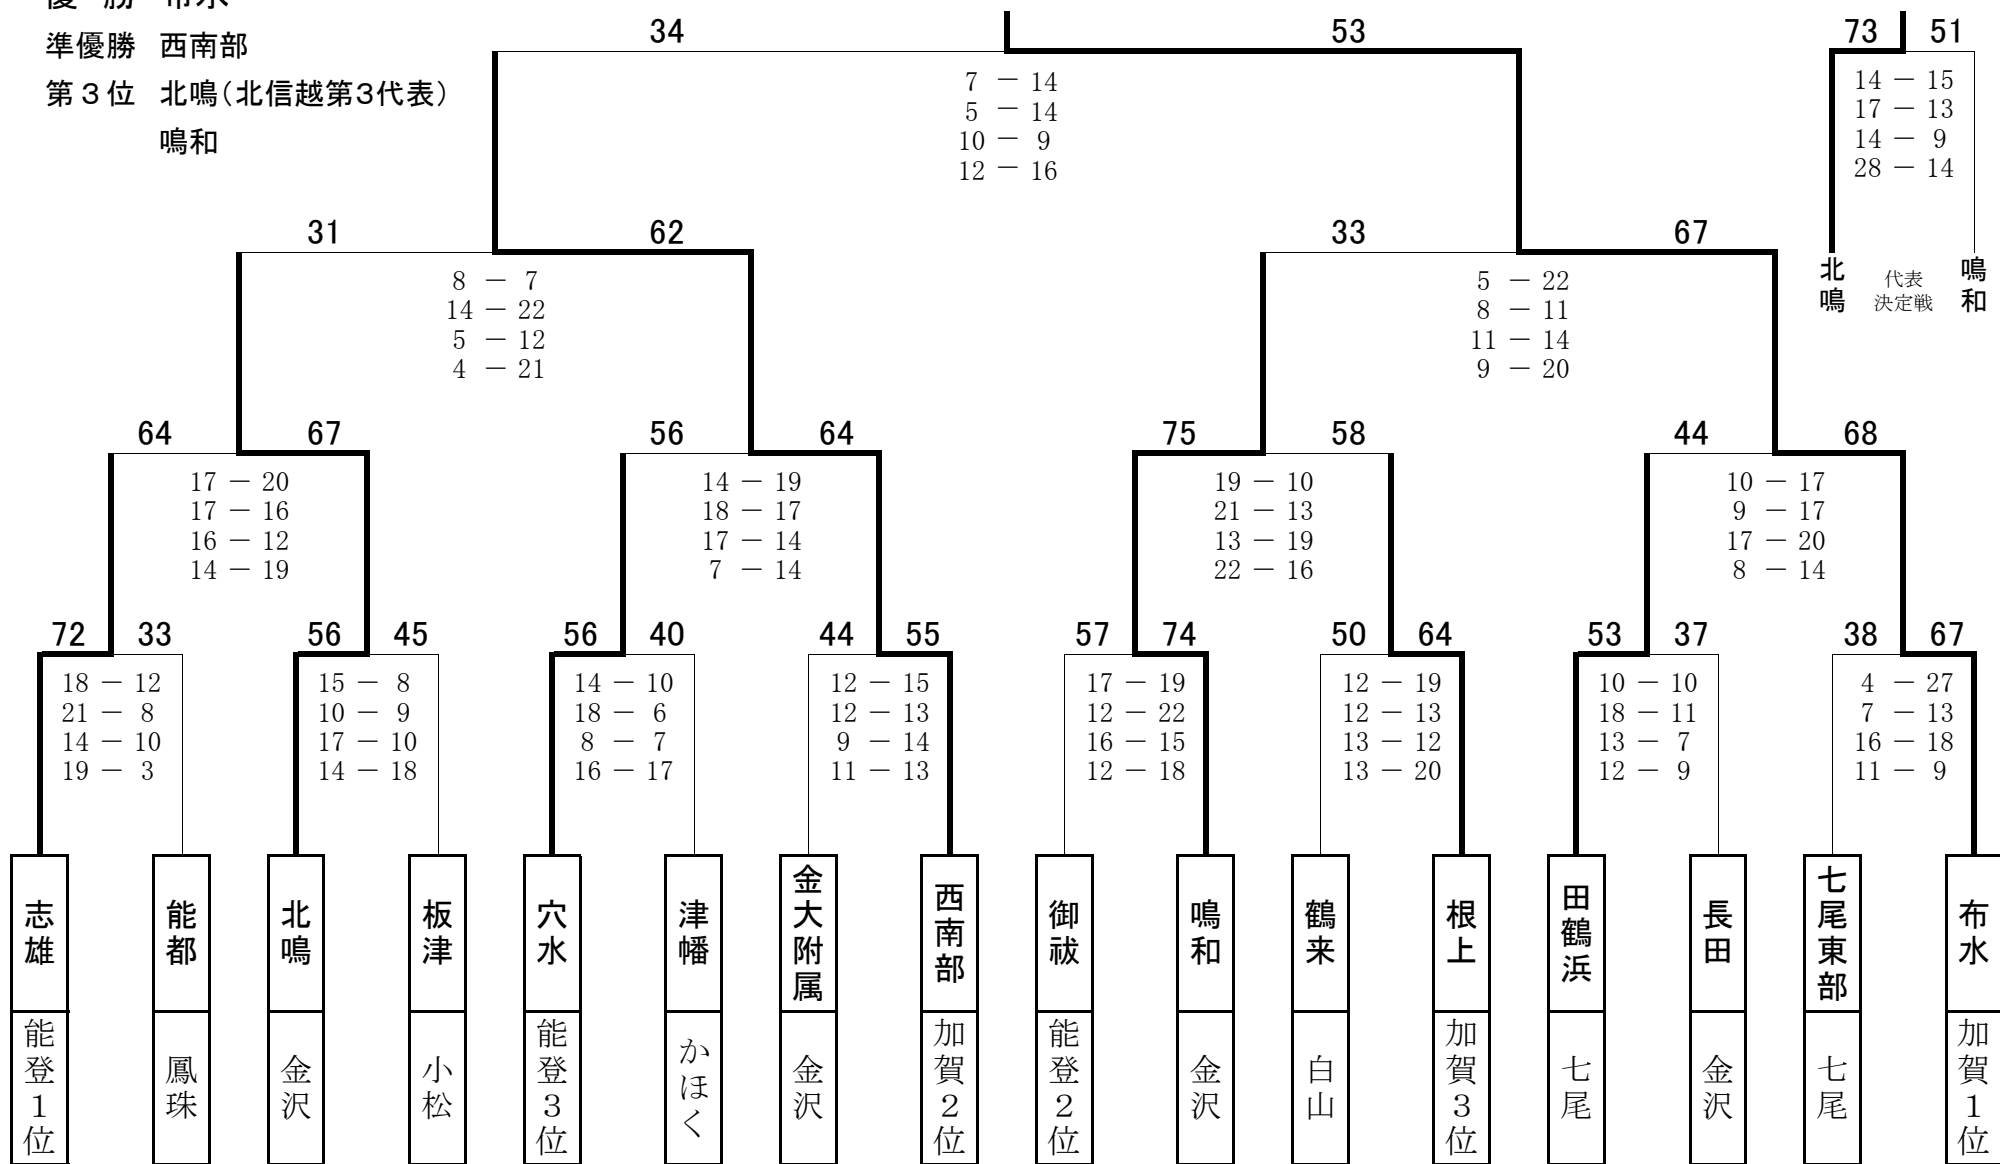 優 勝 布水
準優勝 西南部
第３位 北鳴(北信越第3代表)
鳴和
34 53
7 － 14
5 － 14
10 － 9
12 － 16
73 51
14 － 15
17 － 13
14 － 9
28 － 14
北鳴 代表決定戦 鳴和
31 62
8 － 7
14 － 22
5 － 12
4 － 21
33 67
5 － 22
8 － 11
11 － 14
9 － 20
64 67
17 － 20
17 － 16
16 － 12
14 － 19
56 64
14 － 19
18 － 17
17 － 14
7 － 14
75 58
19 － 10
21 － 13
13 － 19
22 － 16
44 68
10 － 17
9 － 17
17 － 20
8 － 14
72 33
18 － 12
21 － 8
14 － 10
19 － 3
56 45
15 － 8
10 － 9
17 － 10
14 － 18
56 40
14 － 10
18 － 6
8 － 7
16 － 17
44 55
12 － 15
12 － 13
9 － 14
11 － 13
57 74
17 － 19
12 － 22
16 － 15
12 － 18
50 64
12 － 19
12 － 13
13 － 12
13 － 20
53 37
10 － 10
18 － 11
13 － 7
12 － 9
38 67
4 － 27
7 － 13
16 － 18
11 － 9
志雄
能都
北鳴
板津
穴水
津幡
金大附属
西南部
御祓
鳴和
鶴来
根上
田鶴浜
長田
七尾東部
布水
能登１位
鳳珠
金沢
小松
能登３位
かほく
金沢
加賀２位
能登２位
金沢
白山
加賀３位
七尾
金沢
七尾
加賀１位